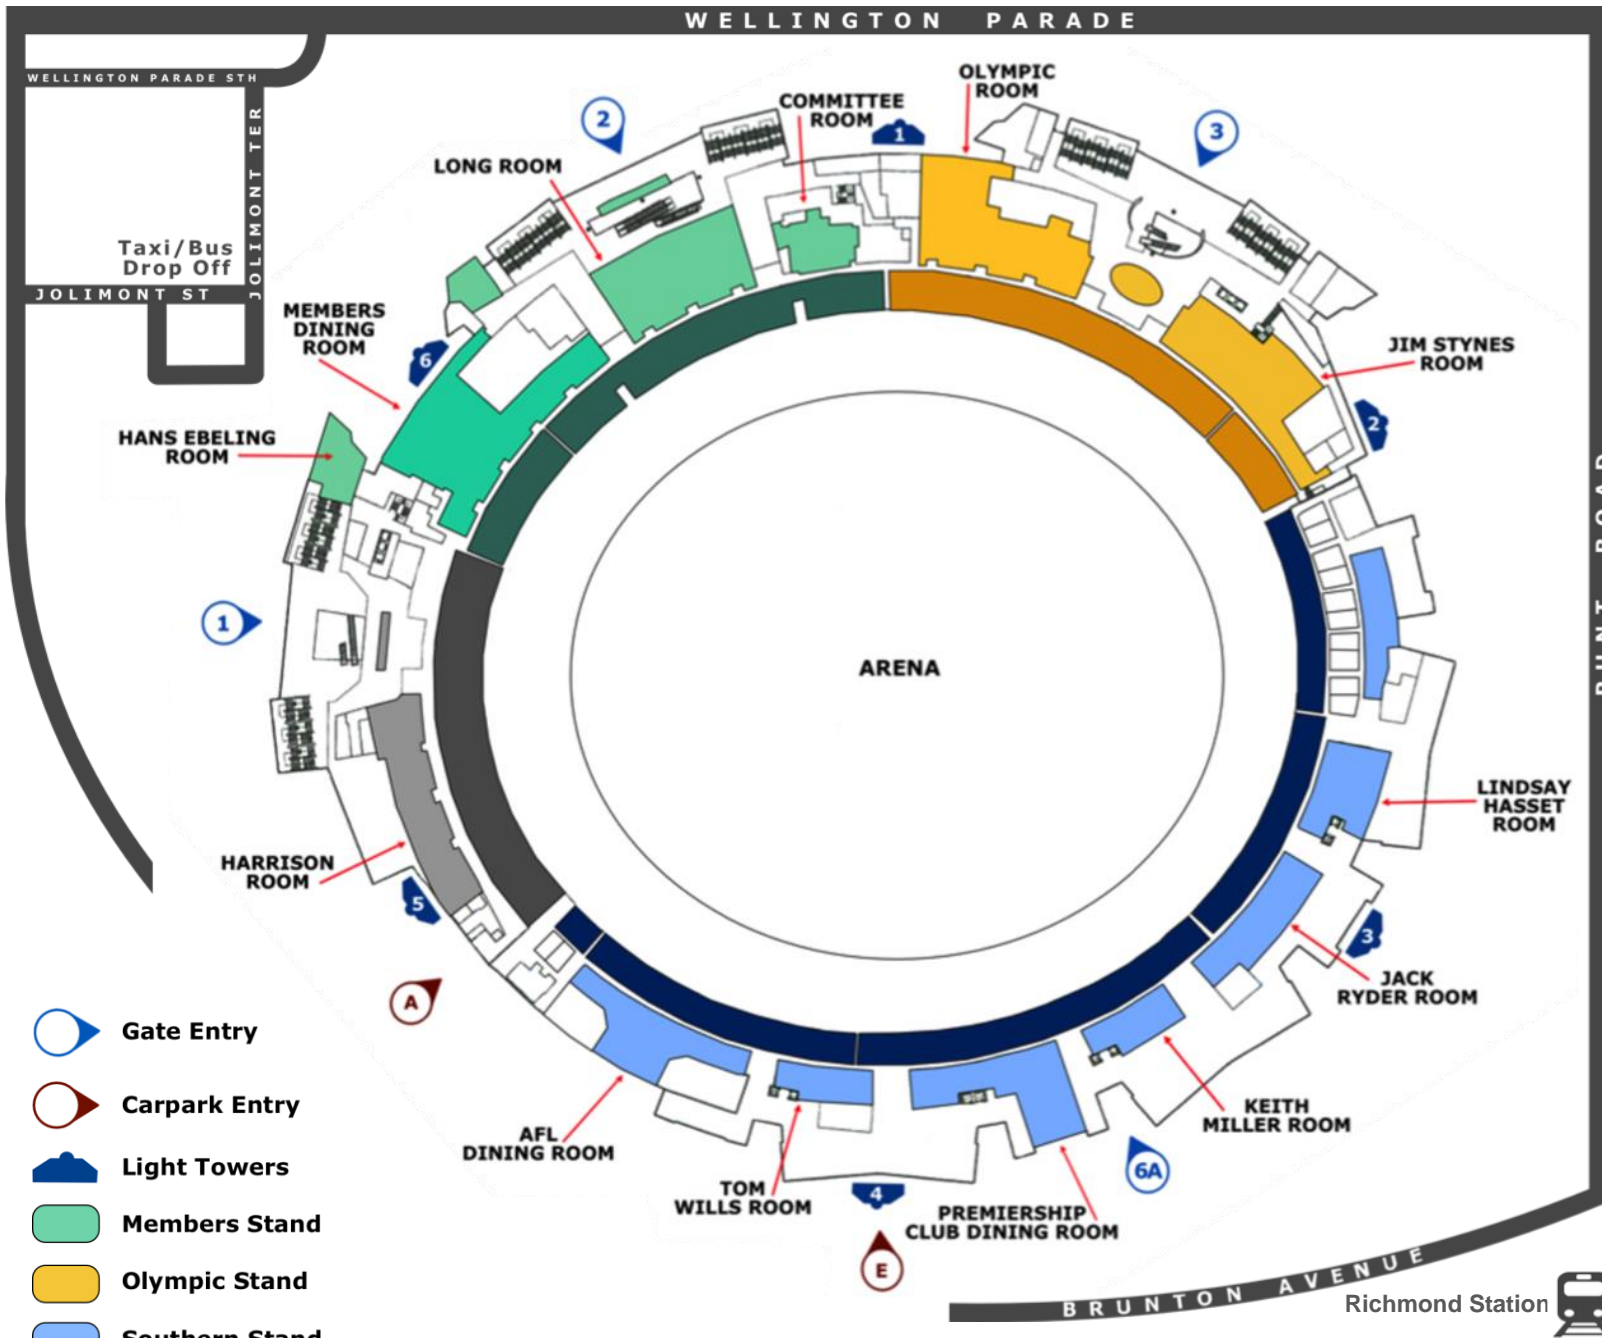 WELLINGTON PARADE
WELLINGTON PARADE STH
JOLIMONT TER
Taxi/Bus
Drop Off
JOLIMONT ST
OLYMPIC
ROOM
COMMITTEE
ROOM
1
2
3
LONG ROOM
MEMBERS
DINING
ROOM
6
JIM STYNES
ROOM
2
HANS EBELING
ROOM
1
ARENA
LINDSAY
HASSET
ROOM
HARRISON
ROOM
5
3
JACK
RYDER ROOM
A
KEITH
MILLER ROOM
AFL
DINING ROOM
6A
TOM
WILLS ROOM
4
PREMIERSHIP
CLUB DINING ROOM
E
BRUNTON AVENUE
Richmond Station
Gate Entry
Carpark Entry
Light Towers
Members Stand
Olympic Stand
Southern Stand